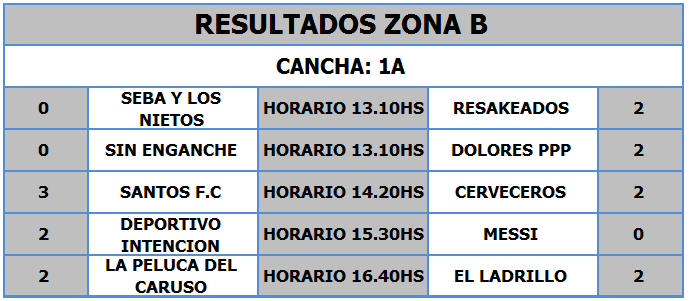 RESULTADOS ZONA B
CANCHA: 1A
0 SEBA Y LOS NIETOS HORARIO 13.10HS RESAKEADOS 2
0 SIN ENGANCHE HORARIO 13.10HS DOLORES PPP 2
3 SANTOS F.C HORARIO 14.20HS CERVECEROS 2
2 DEPORTIVO INTENCION HORARIO 15.30HS MESSI 0
2 LA PELUCA DEL CARUSO HORARIO 16.40HS EL LADRILLO 2